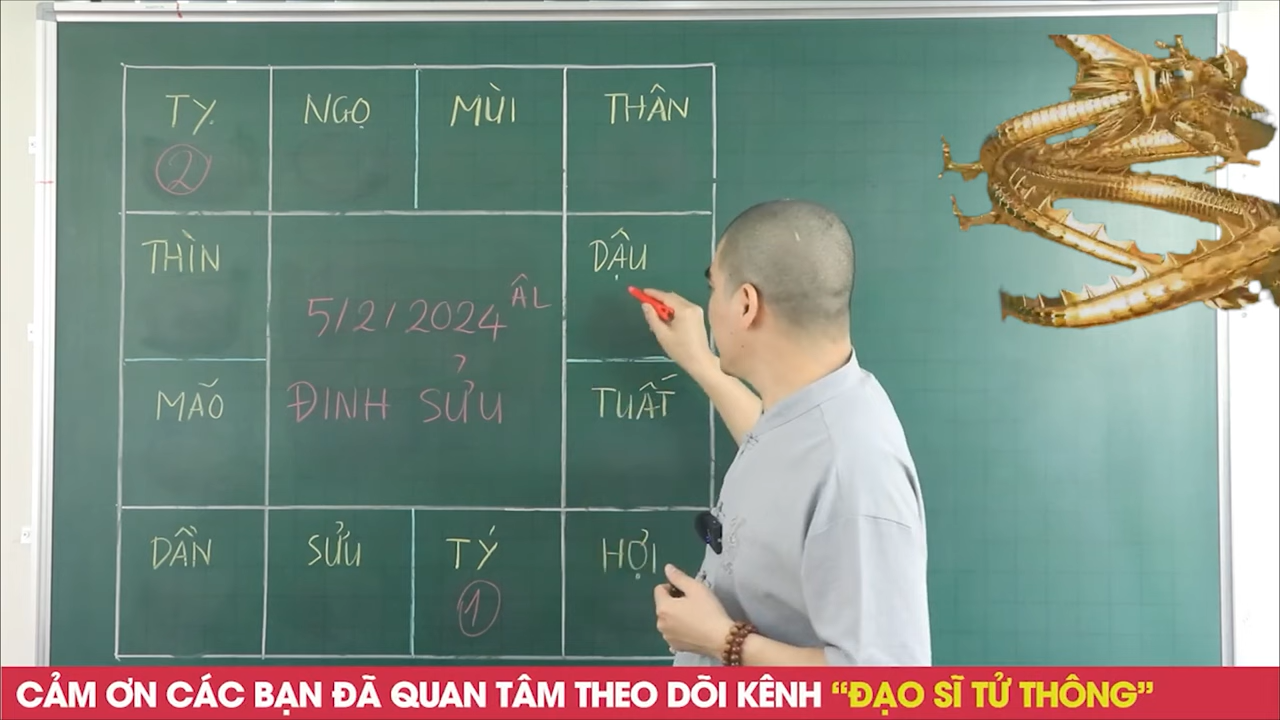 TỴ
NGỌ
MÙI
THÂN
2
THÌN
DẬU
5/2/2024 ÂL
ĐINH SỬU
MÃO
TUẤT
DẦN
SỬU
TÝ
HỢI
1
CẢM ƠN CÁC BẠN ĐÃ QUAN TÂM THEO DÕI KÊNH “ĐẠO SĨ TỬ THÔNG”